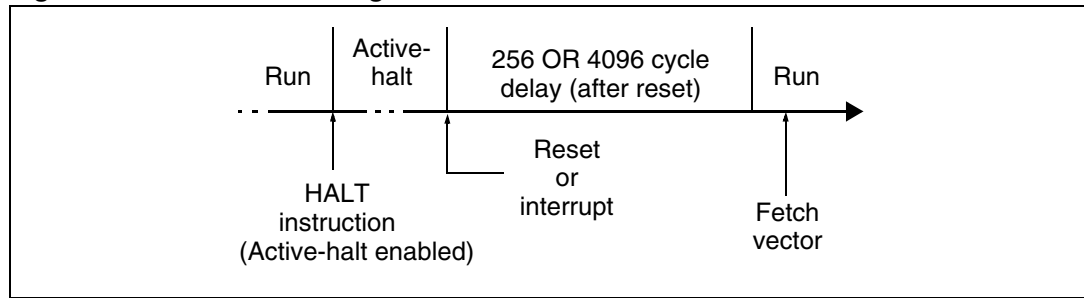 Run
Active-
halt
256 OR 4096 cycle
delay (after reset)
Run
HALT
instruction
(Active-halt enabled)
Reset
or
interrupt
Fetch
vector